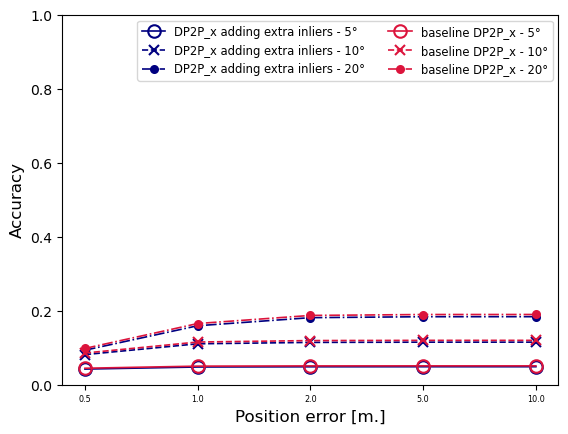 1.0
0.8
0.6
0.4
0.2
0.0
Accuracy
DP2P_x adding extra inliers - 5°
DP2P_x adding extra inliers - 10°
DP2P_x adding extra inliers - 20°
baseline DP2P_x - 5°
baseline DP2P_x - 10°
baseline DP2P_x - 20°
0.5 1.0 2.0 5.0 10.0
Position error [m.]